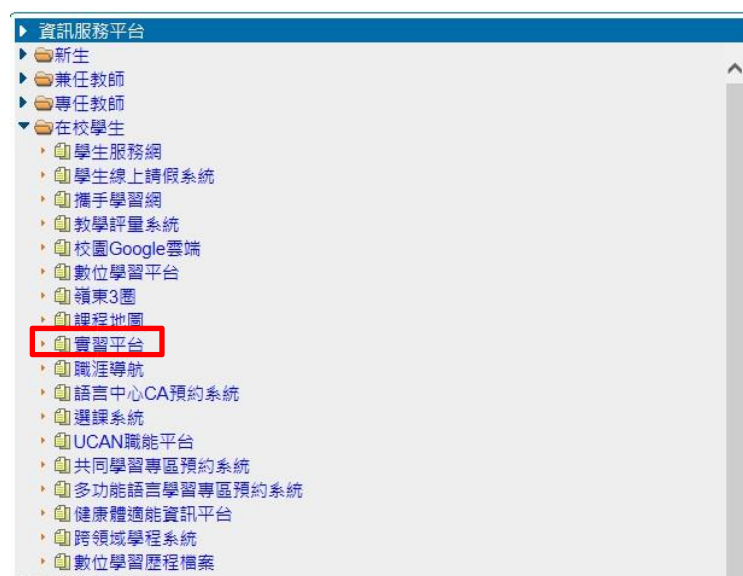 資訊服務平台
新生
兼任教師
專任教師
在校學生
學生服務網
學生線上請假系統
攜手學習網
教學評量系統
校園Google雲端
數位學習平台
嶺東3圈
課程地圖
實習平台
職涯導航
語言中心CA預約系統
選課系統
UCAN職能平台
共同學習專區預約系統
多功能語言學習專區預約系統
健康體適能資訊平台
跨領域學程系統
數位學習歷程檔案